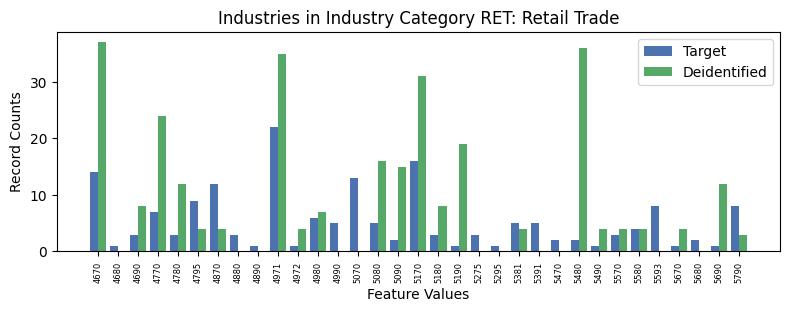 Industries in Industry Category RET: Retail Trade
Target
Deidentified
Record Counts
30
20
10
0
4670 4680 4690 4770 4780 4795 4870 4880 4890 4971 4972 4980 4990 5070 5080 5090 5170 5180 5190 5275 5295 5381 5391 5470 5480 5490 5570 5580 5593 5670 5680 5690 5790
Feature Values